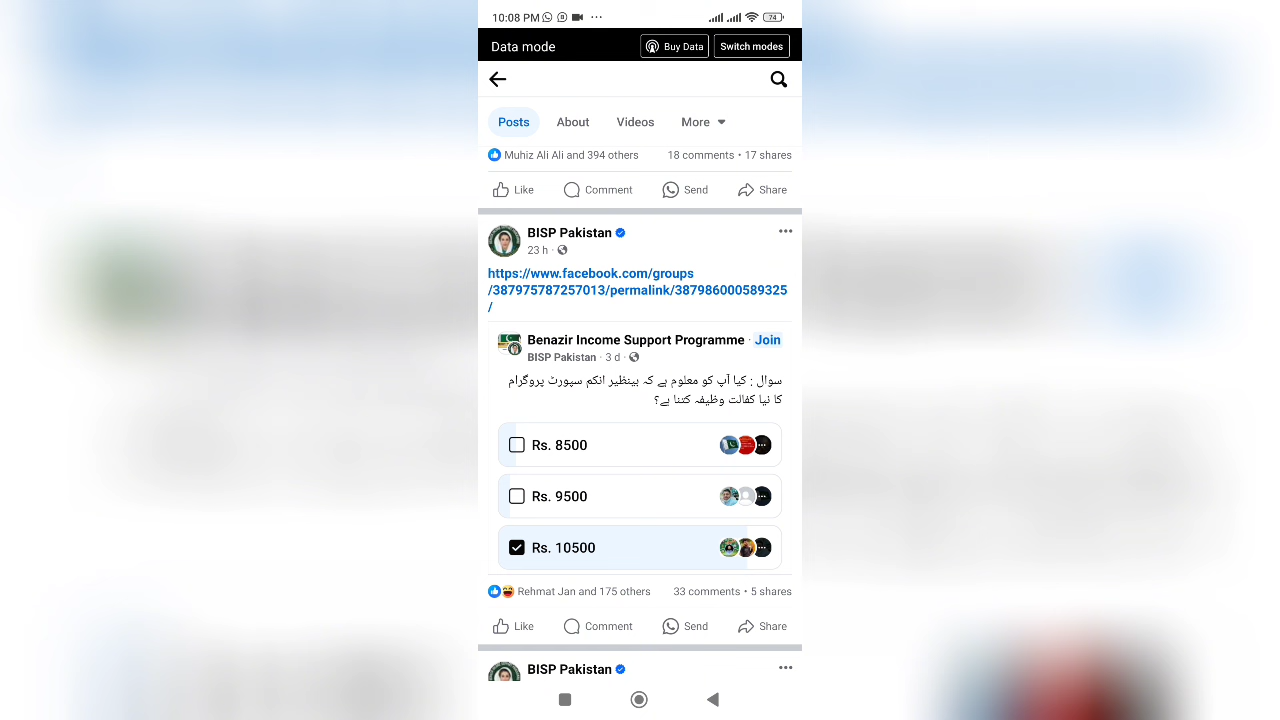 10:08 PM
74
Data mode
Buy Data
Switch modes
Posts About Videos More
Muhiz Ali Ali and 394 others 18 comments • 17 shares
Like Comment Send Share
BISP Pakistan
23 h ·
https://www.facebook.com/groups
/387975787257013/permalink/387986000589325
/
Benazir Income Support Programme · Join
BISP Pakistan · 3 d ·
سوال : کیا آپ کو معلوم ہے کہ بینظیر انکم سپورٹ پروگرام
کا نیا کفالت وظیفہ کتنا ہے؟
Rs. 8500
Rs. 9500
Rs. 10500
Rehmat Jan and 175 others 33 comments • 5 shares
Like Comment Send Share
BISP Pakistan